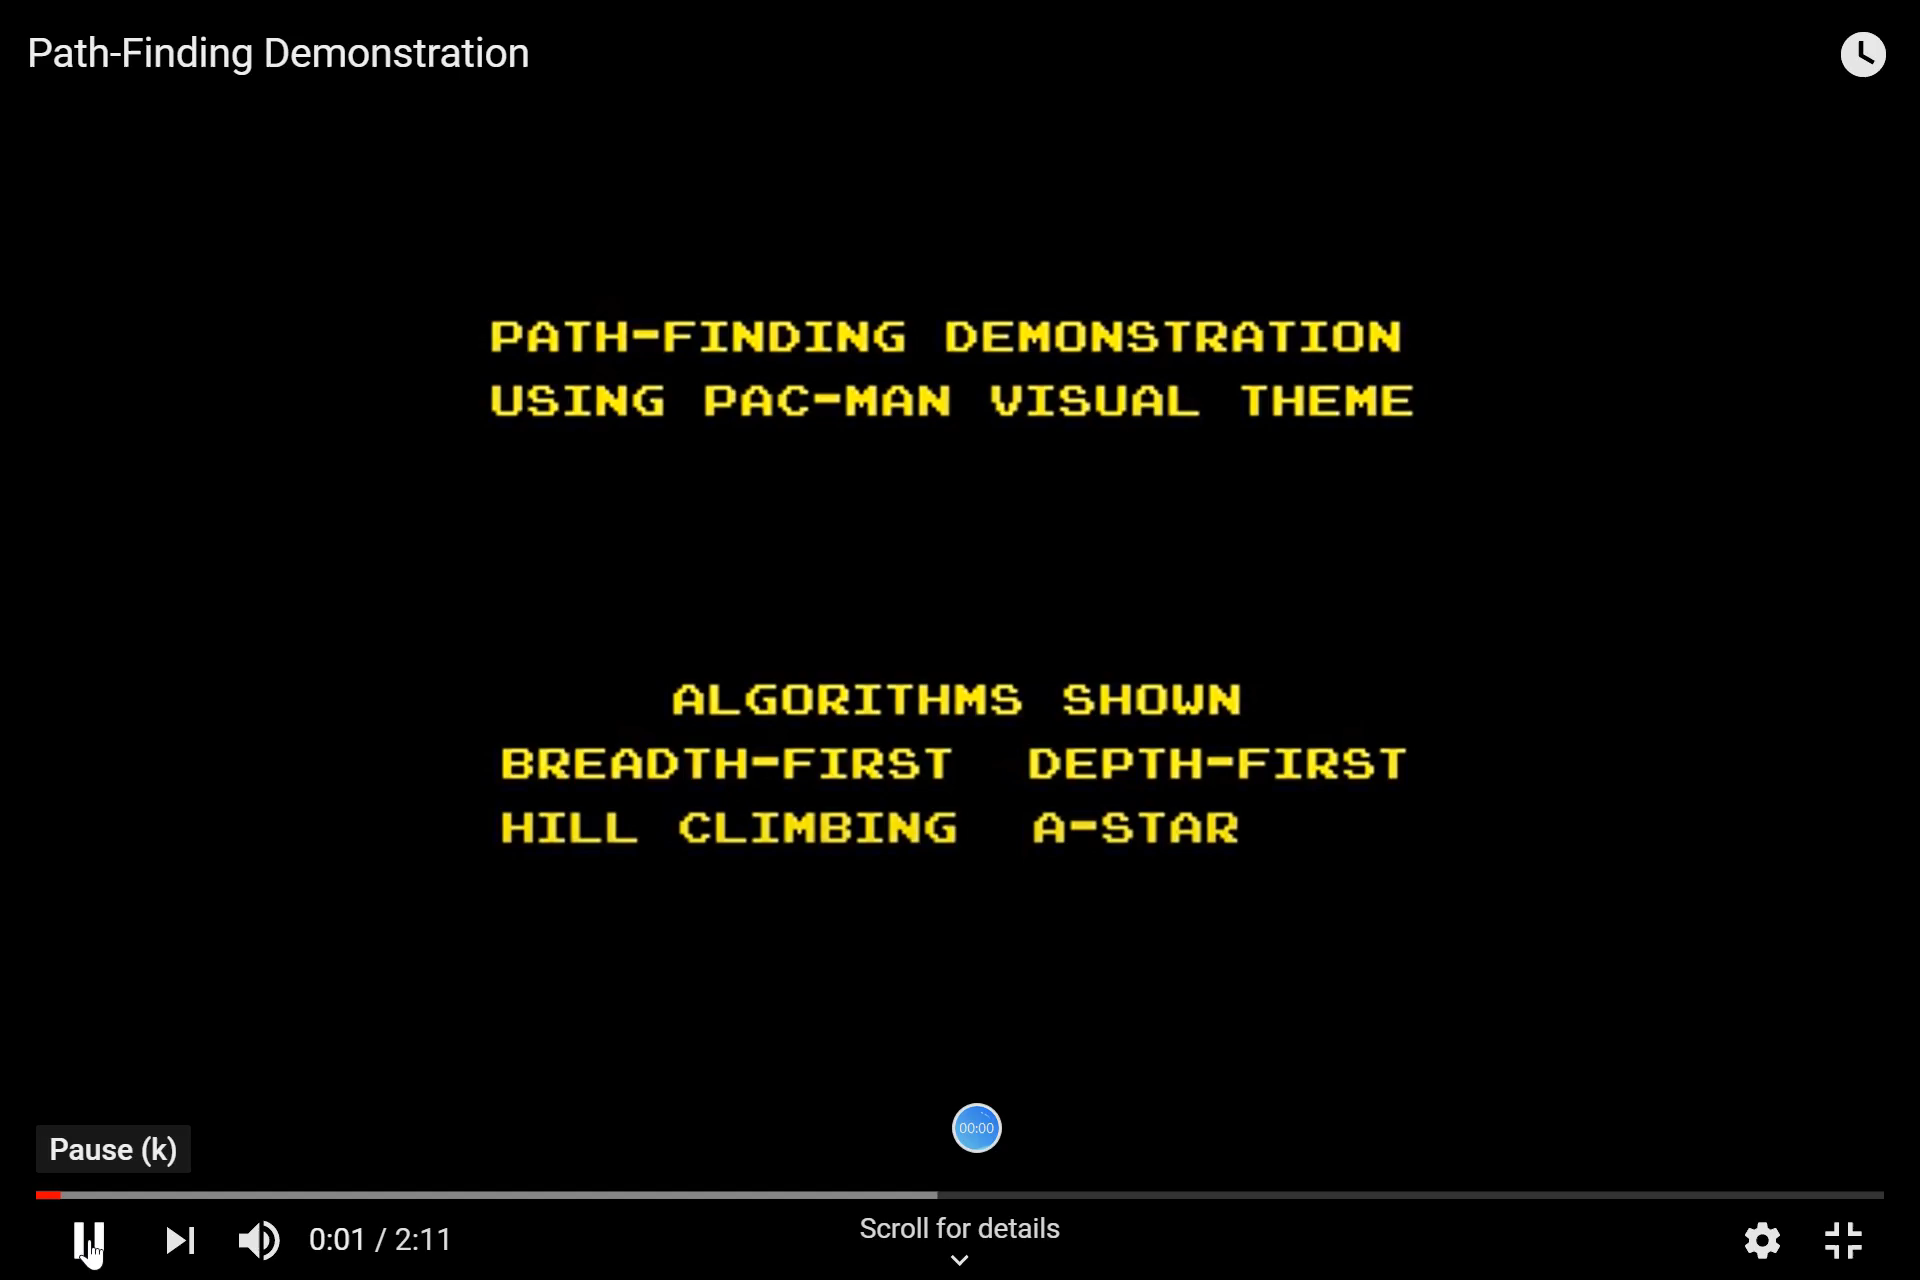 Path-Finding Demonstration
PATH-FINDING DEMONSTRATION
USING PAC-MAN VISUAL THEME
ALGORITHMS SHOWN
BREADTH-FIRST DEPTH-FIRST
HILL CLIMBING A-STAR
00:00
Pause (k)
0:01 / 2:11
Scroll for details